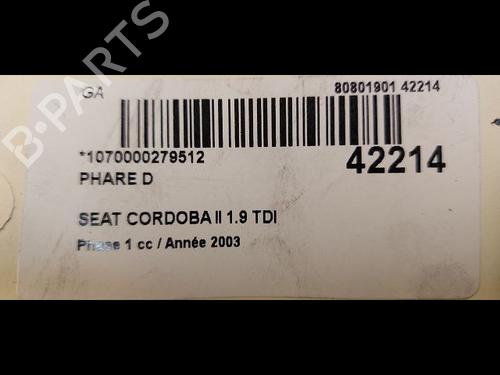 GA
80801901 42214
*1070000279512
42214
PHARE D
SEAT CORDOBA II 1.9 TDI
Phase 1 cc / Année 2003
B-PARTS